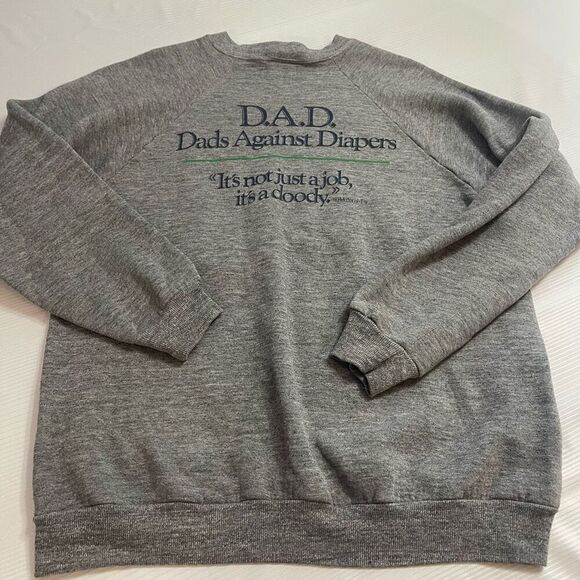 D.A.D.
Dads Against Diapers
«It's not just a job,
it's a doody.»